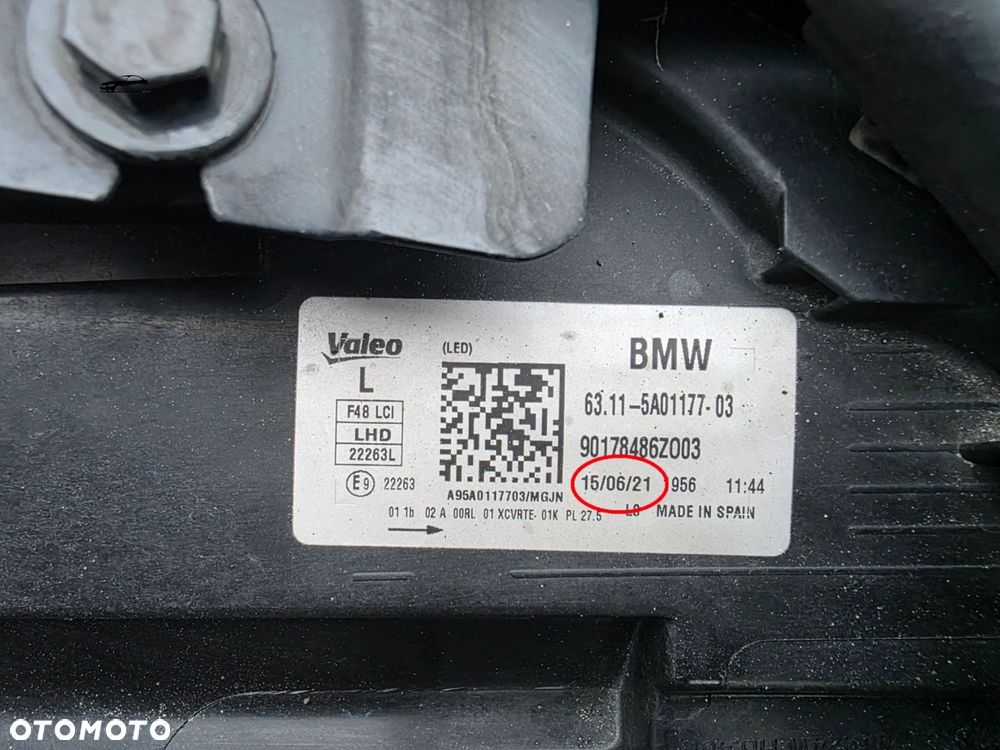 Valeo
L
F48 LCI
LHD
22263L
E9 22263
(LED)
A95A0117703/MGJN
BMW
63.11-5A01177-03
90178486Z003
15/06/21 956 11:44
01 1b 02 A 00RL 01 XCVRTE-01K PL 27.5 L8 MADE IN SPAIN
OTOMOTO